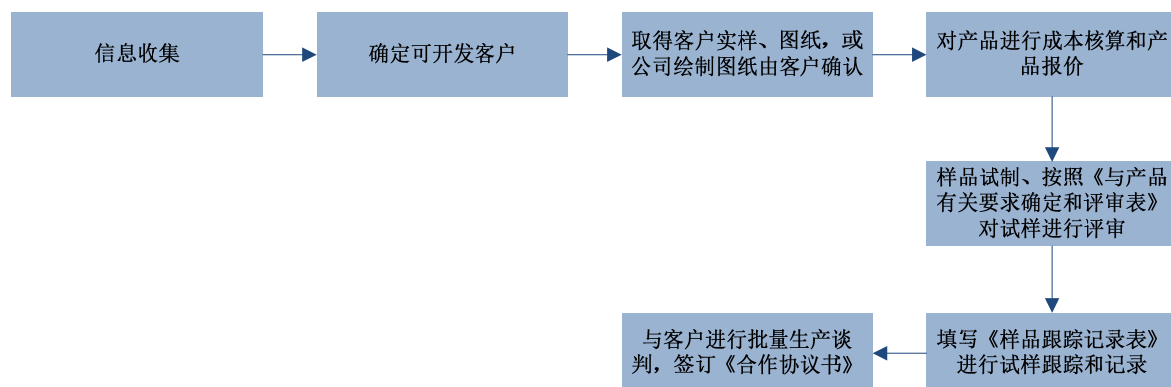 信息收集
确定可开发客户
取得客户实样、图纸，或
公司绘制图纸由客户确认
对产品进行成本核算和产
品报价
样品试制、按照《与产品
有关要求确定和评审表》
对试样进行评审
填写《样品跟踪记录表》
进行试样跟踪和记录
与客户进行批量生产谈
判，签订《合作协议书》